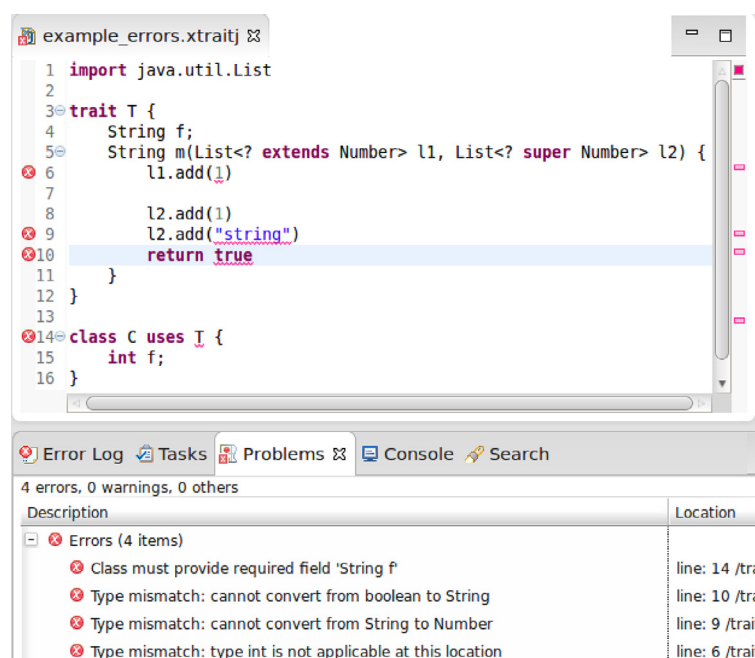 example_errors.xtraitj
1 import java.util.List
2
3 trait T {
4 String f;
5 String m(List<? extends Number> l1, List<? super Number> l2) {
6 l1.add(1)
7
8 l2.add(1)
9 l2.add("string")
10 return true
11 }
12 }
13
14 class C uses T {
15 int f;
16 }
Error Log Tasks Problems Console Search
4 errors, 0 warnings, 0 others
Description Location
Errors (4 items)
Class must provide required field 'String f' line: 14 /tra
Type mismatch: cannot convert from boolean to String line: 10 /tra
Type mismatch: cannot convert from String to Number line: 9 /trai
Type mismatch: type int is not applicable at this location line: 6 /trai